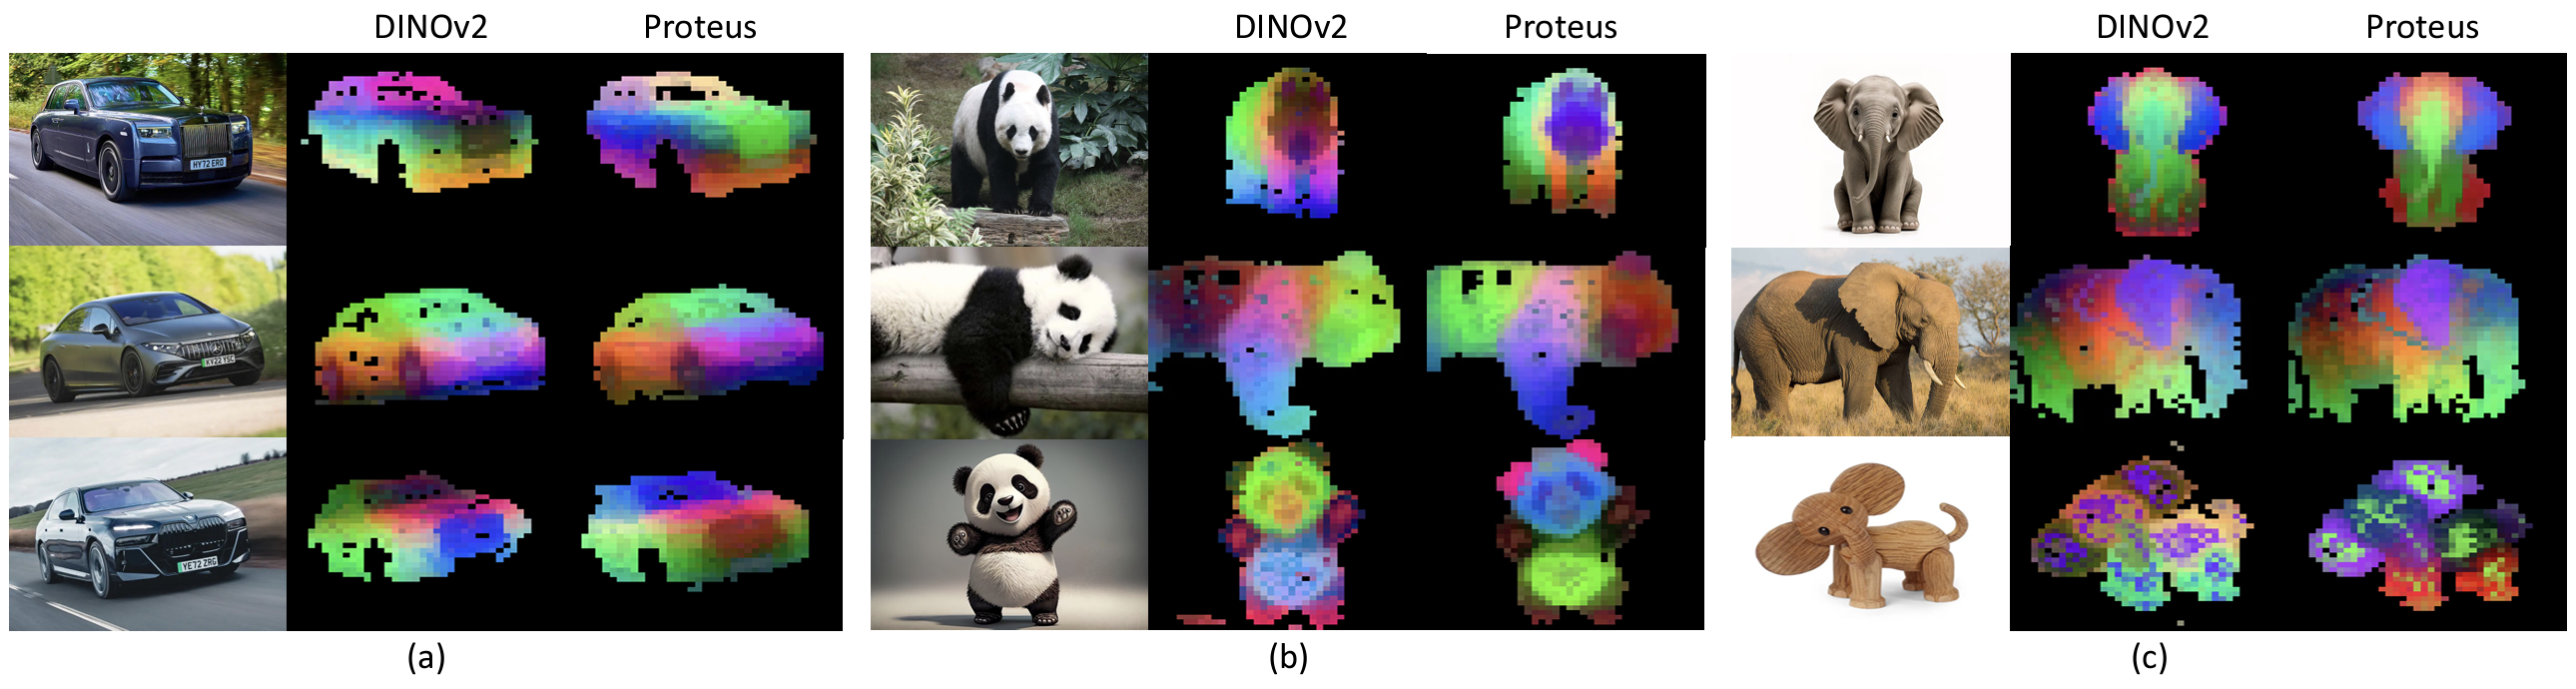 DINOv2 Proteus DINOv2 Proteus DINOv2 Proteus
HY72 ERO
KY22 YSC
YE72 ZRG
(a) (b) (c)